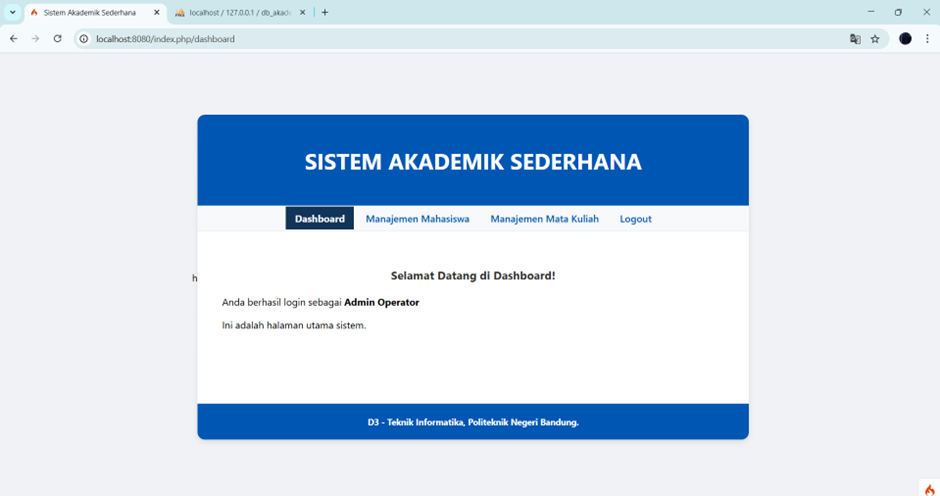 Sistem Akademik Sederhana
localhost / 127.0.0.1 / db_akade
localhost:8080/index.php/dashboard
SISTEM AKADEMIK SEDERHANA
Dashboard Manajemen Mahasiswa Manajemen Mata Kuliah Logout
h
Selamat Datang di Dashboard!
Anda berhasil login sebagai Admin Operator
Ini adalah halaman utama sistem.
D3 - Teknik Informatika, Politeknik Negeri Bandung.